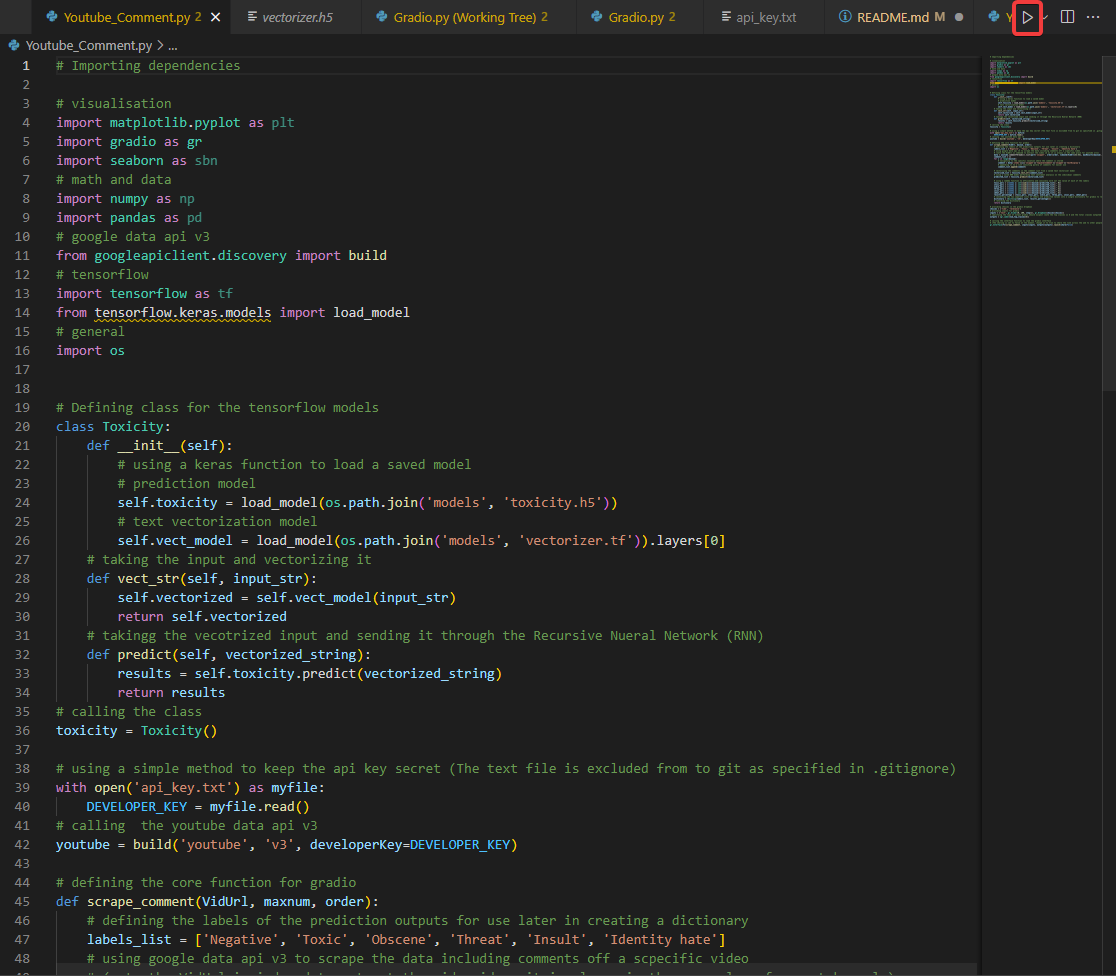 Youtube_Comment.py 2 vectorizer.h5 Gradio.py (Working Tree) 2 Gradio.py 2 api_key.txt README.md M Y
Youtube_Comment.py > ...
1 # Importing dependencies
2
3 # visualisation
4 import matplotlib.pyplot as plt
5 import gradio as gr
6 import seaborn as sbn
7 # math and data
8 import numpy as np
9 import pandas as pd
10 # google data api v3
11 from googleapiclient.discovery import build
12 # tensorflow
13 import tensorflow as tf
14 from tensorflow.keras.models import load_model
15 # general
16 import os
17
18
19 # Defining class for the tensorflow models
20 class Toxicity:
21 def __init__(self):
22 # using a keras function to load a saved model
23 # prediction model
24 self.toxicity = load_model(os.path.join('models', 'toxicity.h5'))
25 # text vectorization model
26 self.vect_model = load_model(os.path.join('models', 'vectorizer.tf')).layers[0]
27 # taking the input and vectorizing it
28 def vect_str(self, input_str):
29 self.vectorized = self.vect_model(input_str)
30 return self.vectorized
31 # takingg the vecotrized input and sending it through the Recursive Nueral Network (RNN)
32 def predict(self, vectorized_string):
33 results = self.toxicity.predict(vectorized_string)
34 return results
35 # calling the class
36 toxicity = Toxicity()
37
38 # using a simple method to keep the api key secret (The text file is excluded from to git as specified in .gitignore)
39 with open('api_key.txt') as myfile:
40 DEVELOPER_KEY = myfile.read()
41 # calling  the youtube data api v3
42 youtube = build('youtube', 'v3', developerKey=DEVELOPER_KEY)
43
44 # defining the core function for gradio
45 def scrape_comment(VidUrl, maxnum, order):
46 # defining the labels of the prediction outputs for use later in creating a dictionary
47 labels_list = ['Negative', 'Toxic', 'Obscene', 'Threat', 'Insult', 'Identity hate']
48 # using google data api v3 to scrape the data including comments off a scpecific video